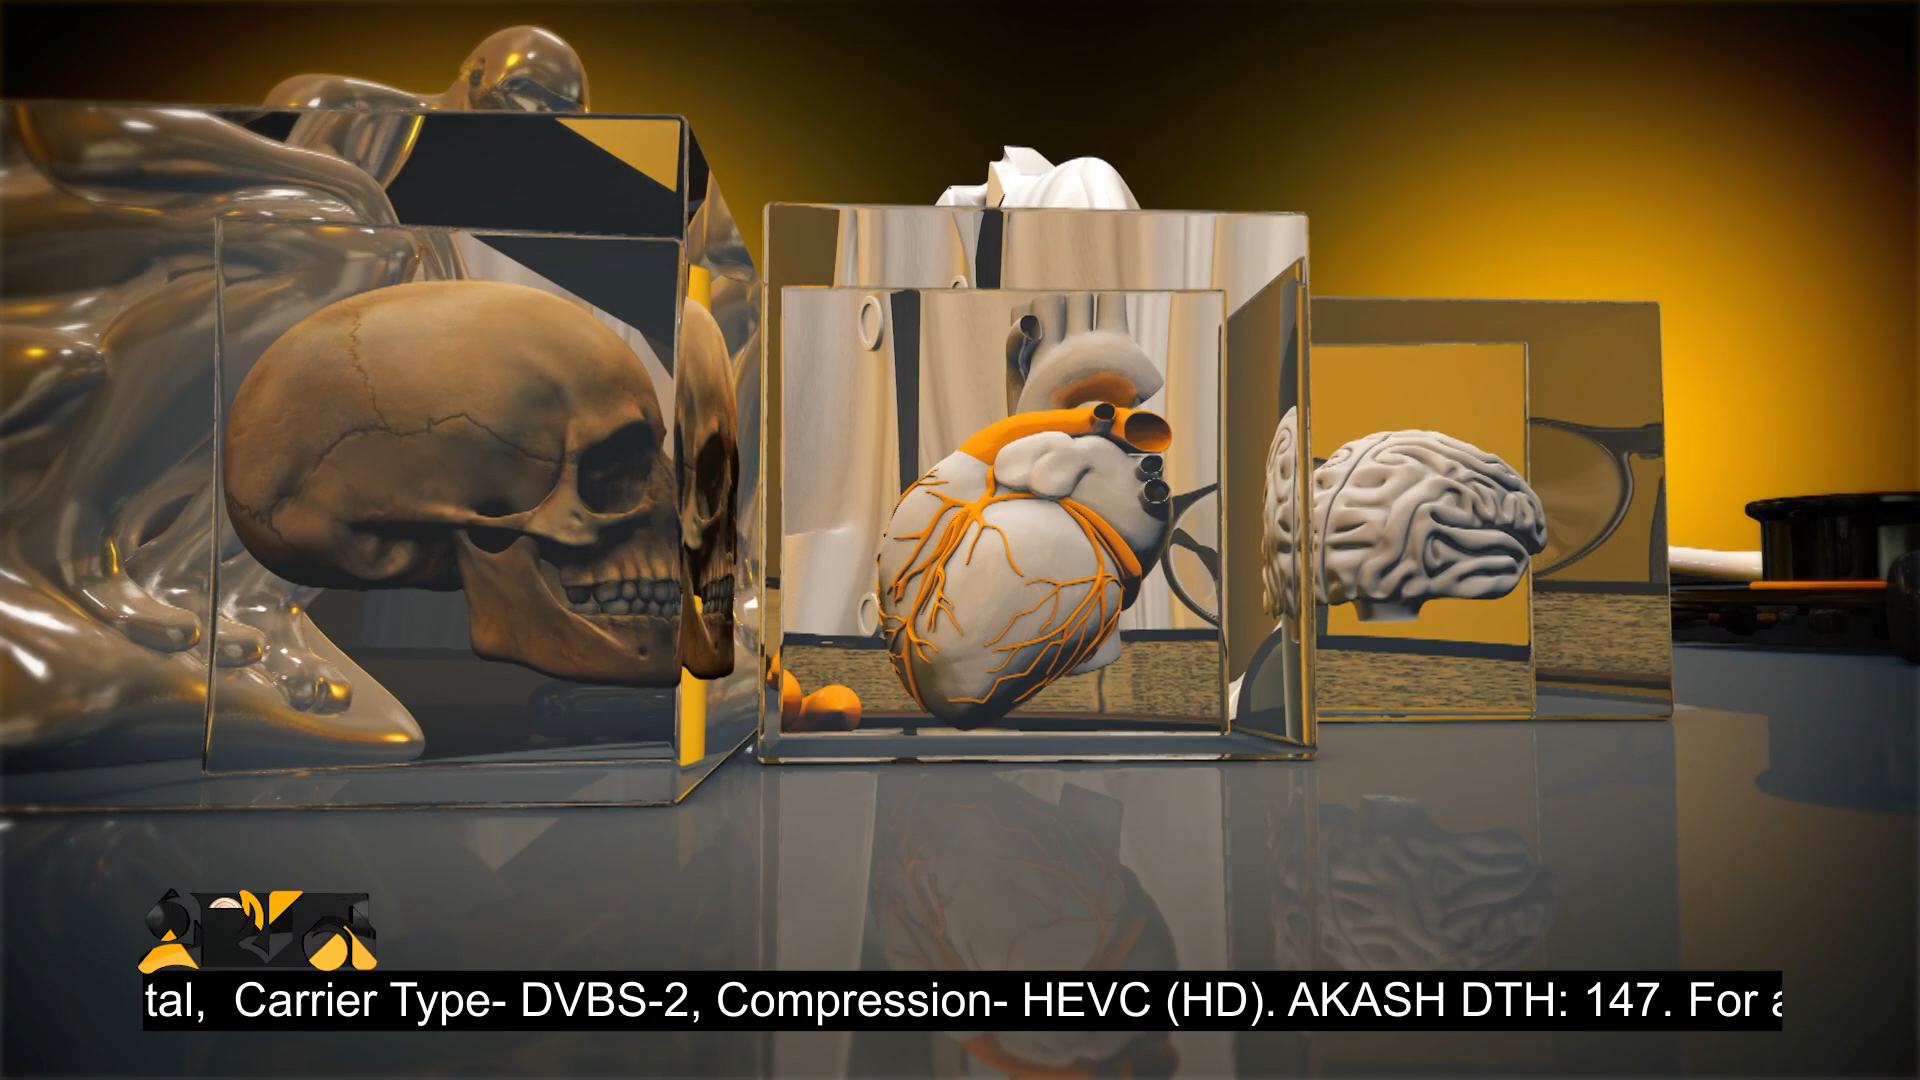 tal, Carrier Type- DVBS-2, Compression- HEVC (HD). AKASH DTH: 147. For